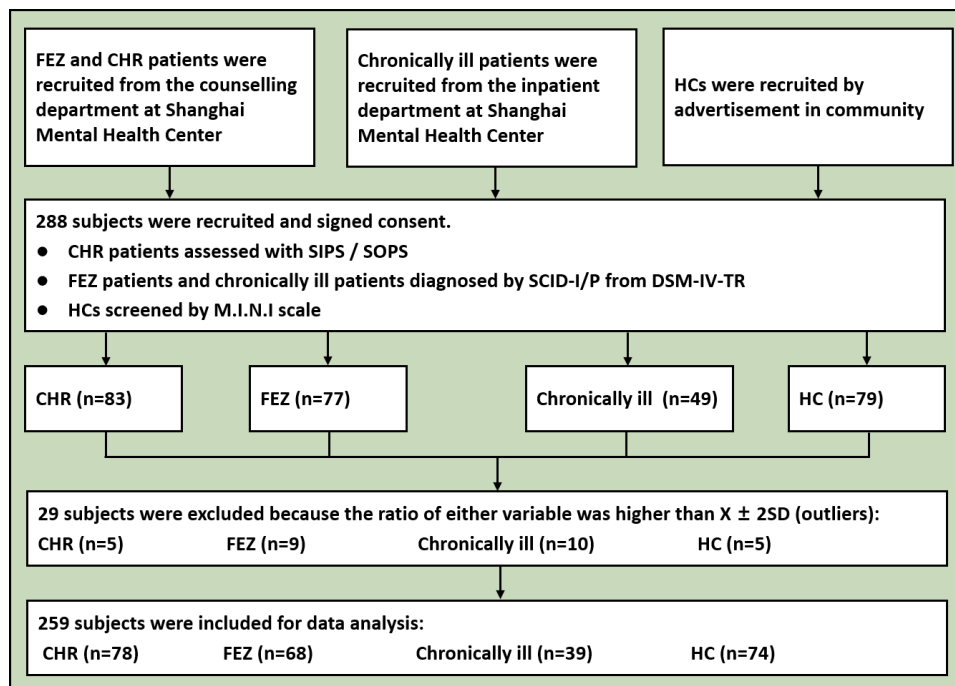 FEZ and CHR patients were
recruited from the counselling
department at Shanghai
Mental Health Center
Chronically ill patients were
recruited from the inpatient
department at Shanghai
Mental Health Center
HCs were recruited by
advertisement in community
288 subjects were recruited and signed consent.
● CHR patients assessed with SIPS / SOPS
● FEZ patients and chronically ill patients diagnosed by SCID-I/P from DSM-IV-TR
● HCs screened by M.I.N.I scale
CHR (n=83)
FEZ (n=77)
Chronically ill (n=49)
HC (n=79)
29 subjects were excluded because the ratio of either variable was higher than X ± 2SD (outliers):
CHR (n=5) FEZ (n=9) Chronically ill (n=10) HC (n=5)
259 subjects were included for data analysis:
CHR (n=78) FEZ (n=68) Chronically ill (n=39) HC (n=74)